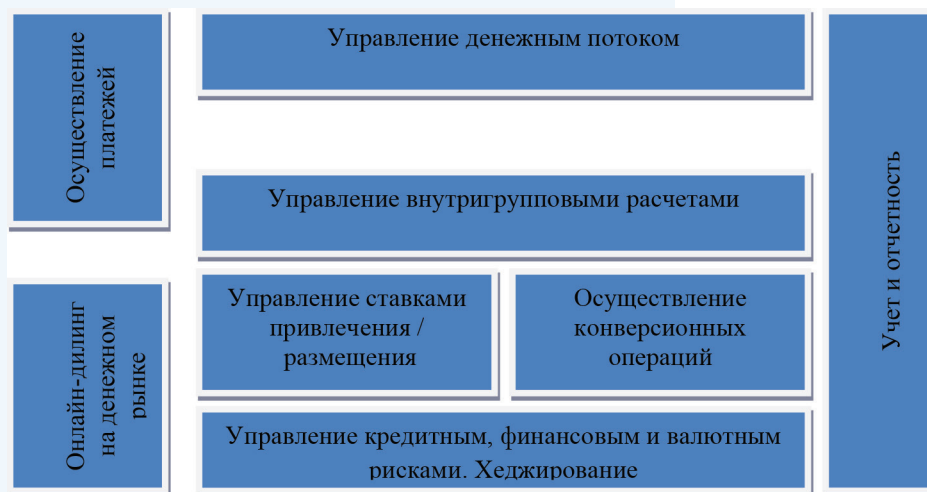 Осуществление
платежей
Управление денежным потоком
Управление внутригрупповыми расчетами
Онлайн-дилинг
на денежном
рынке
Управление ставками
привлечения /
размещения
Осуществление
конверсионных
операций
Управление кредитным, финансовым и валютным
рисками. Хеджирование
Учет и отчетность